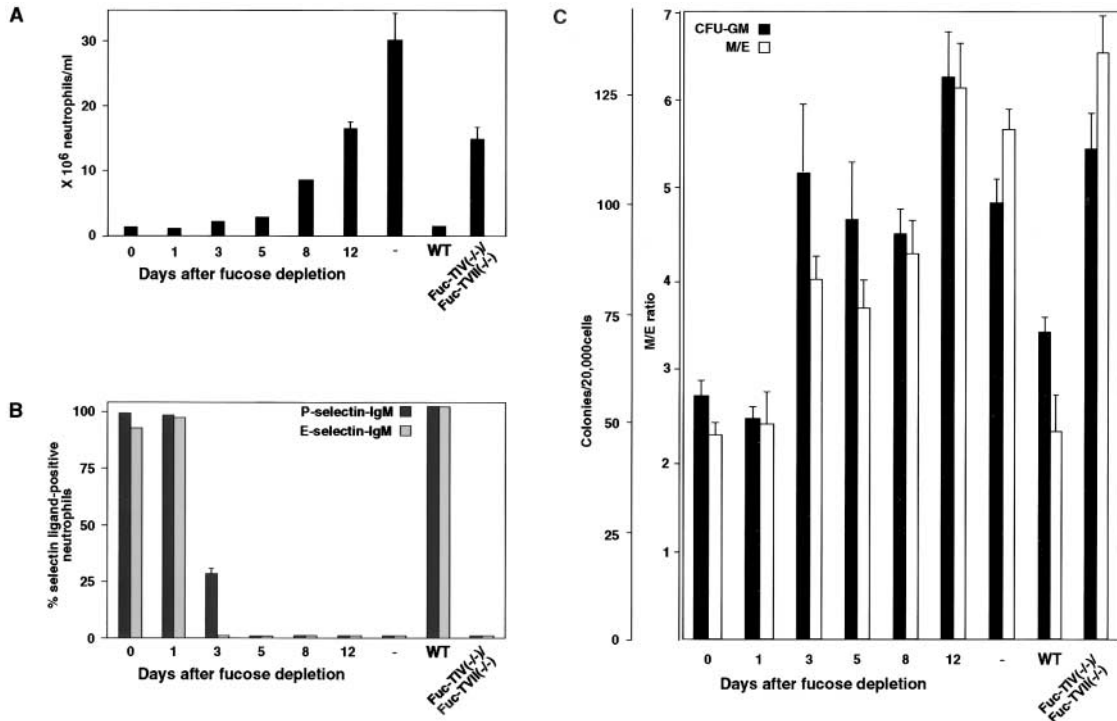 A
X 10⁶ neutrophils/ml
30
20
10
0
0 1 3 5 8 12 - WT Fuc-TIV(-/-)/
Fuc-TVII(-/-)
Days after fucose depletion
B
% selectin ligand-positive
neutrophils
100
75
50
25
0
P-selectin-IgM
E-selectin-IgM
0 1 3 5 8 12 - WT Fuc-TIV(-/-)/
Fuc-TVII(-/-)
Days after fucose depletion
C
Colonies/20,000cells
125
100
75
50
25
0
M/E ratio
7
6
5
4
3
2
1
CFU-GM
M/E
0 1 3 5 8 12 - WT Fuc-TIV(-/-)/
Fuc-TVII(-/-)
Days after fucose depletion